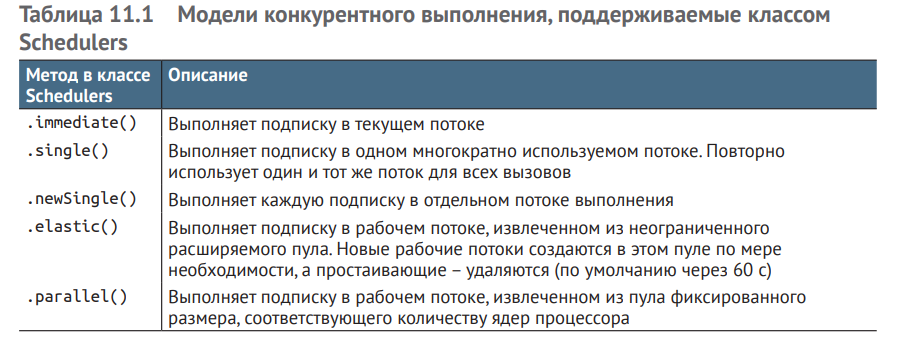 Таблица 11.1 Модели конкурентного выполнения, поддерживаемые классом
Schedulers
Метод в классе
Schedulers
Описание
.immediate()
Выполняет подписку в текущем потоке
.single()
Выполняет подписку в одном многократно используемом потоке. Повторно
использует один и тот же поток для всех вызовов
.newSingle()
Выполняет каждую подписку в отдельном потоке выполнения
.elastic()
Выполняет подписку в рабочем потоке, извлеченном из неограниченного
расширяемого пула. Новые рабочие потоки создаются в этом пуле по мере
необходимости, а простаивающие – удаляются (по умолчанию через 60 с)
.parallel()
Выполняет подписку в рабочем потоке, извлеченном из пула фиксированного
размера, соответствующего количеству ядер процессора